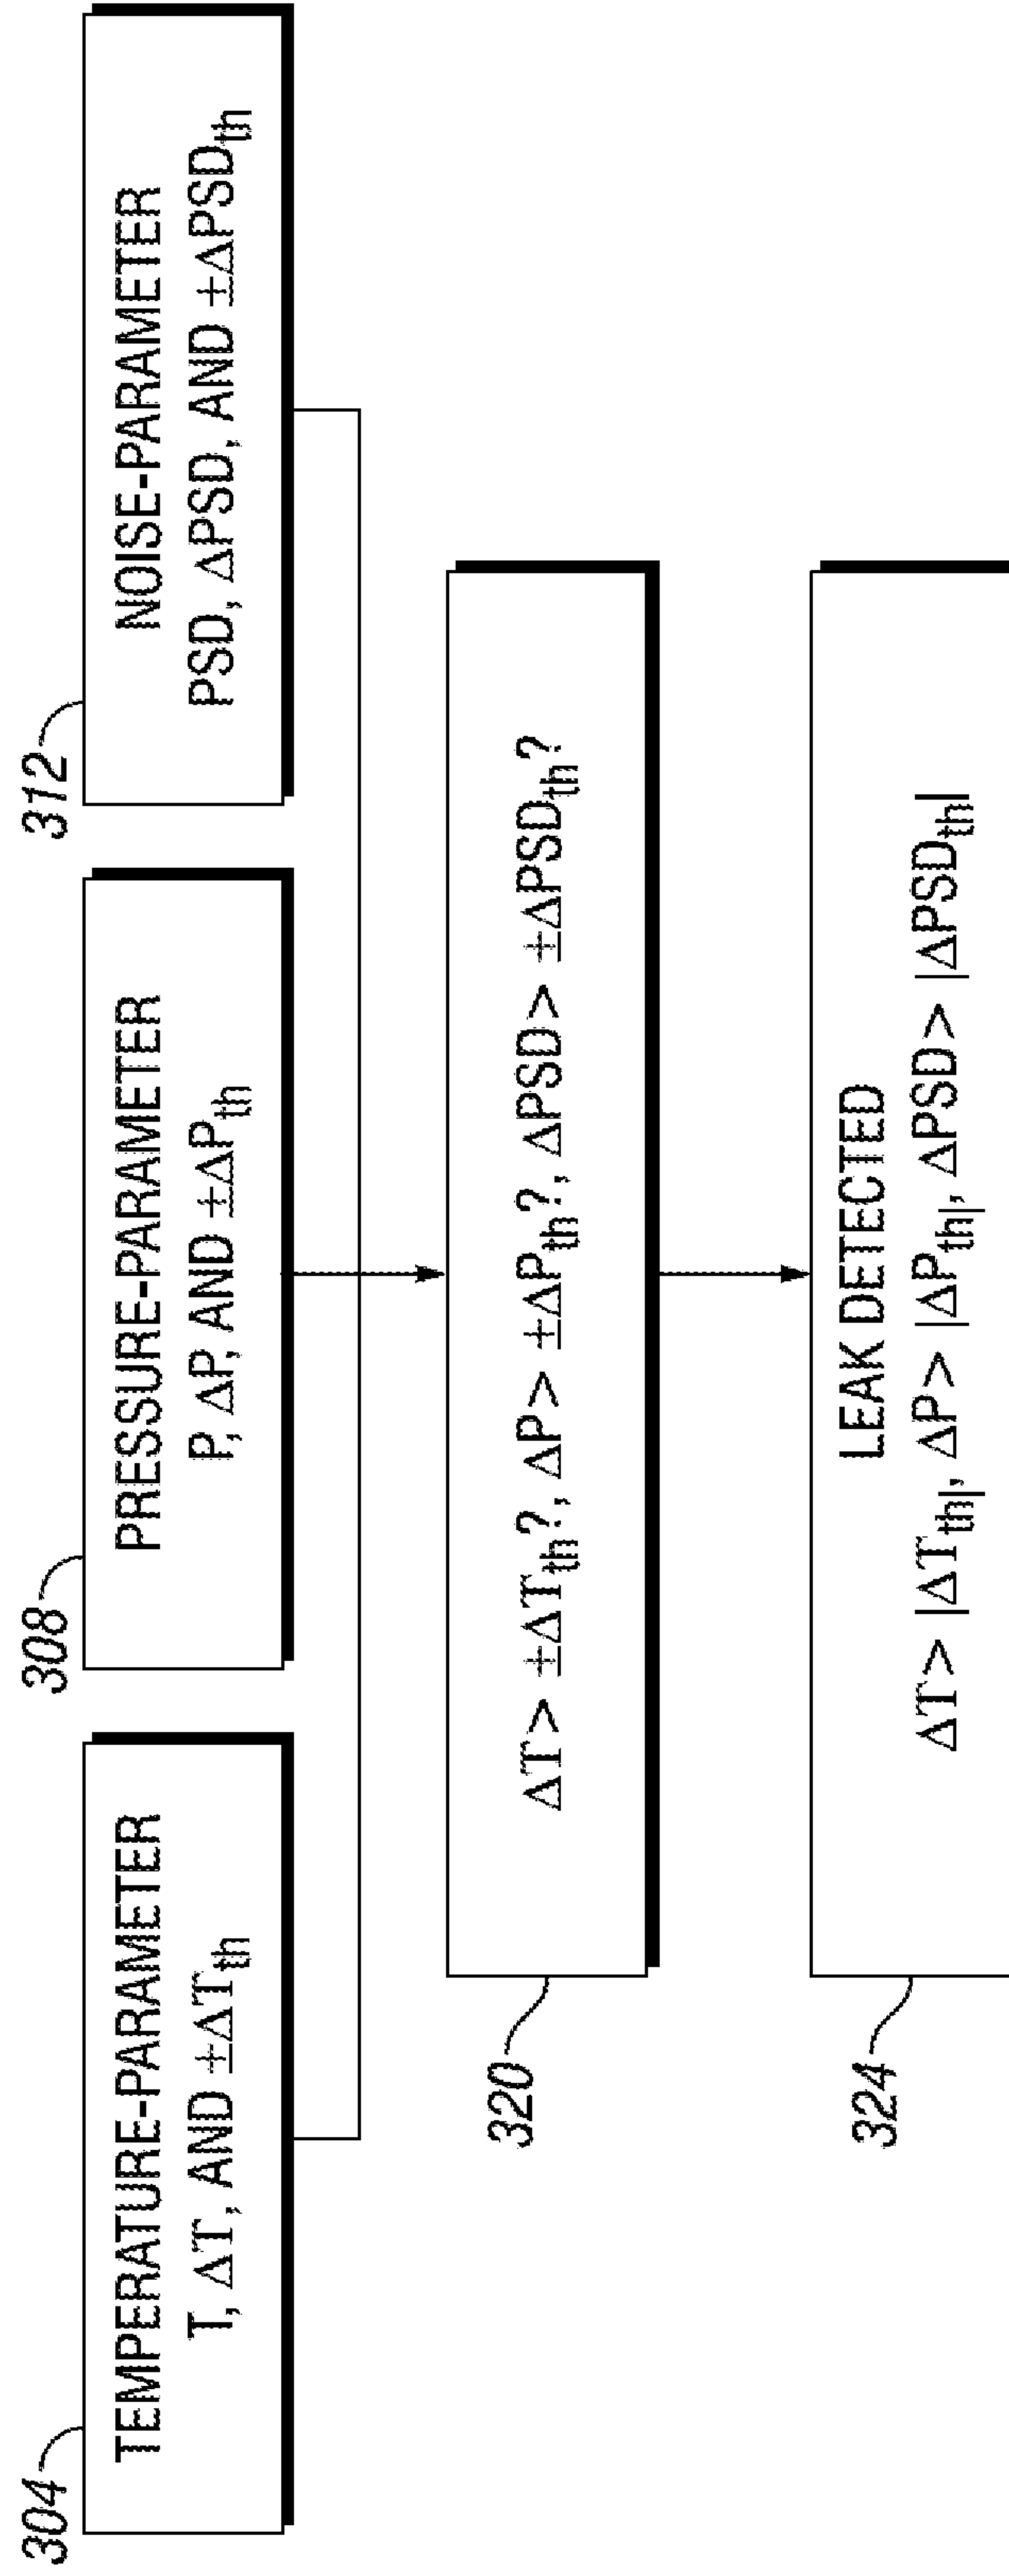 304
TEMPERATURE-PARAMETER
T, ΔT, AND ±ΔT_th
308
PRESSURE-PARAMETER
P, ΔP, AND ±ΔP_th
312
NOISE-PARAMETER
PSD, ΔPSD, AND ±ΔPSD_th
320
ΔT> ±ΔT_th?, ΔP> ±ΔP_th?, ΔPSD> ±ΔPSD_th?
324
LEAK DETECTED
ΔT> |ΔT_th|, ΔP> |ΔP_th|, ΔPSD> |ΔPSD_th|